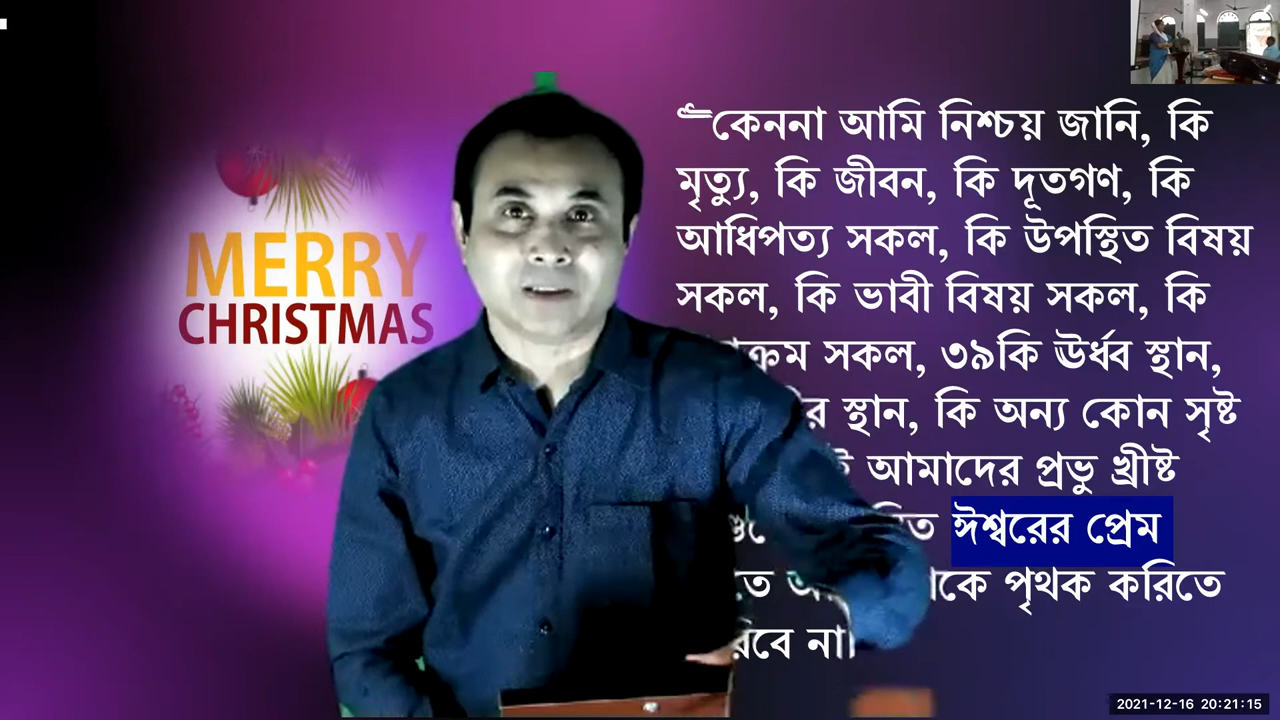 MERRY
CHRISTMAS
কেননা আমি নিশ্চয় জানি, কি
মৃত্যু, কি জীবন, কি দূতগণ, কি
আধিপত্য সকল, কি উপস্থিত বিষয়
সকল, কি ভাবী বিষয় সকল, কি
সকল, ৩৯কি ঊর্ধব স্থান,
স্থান, কি অন্য কোন সৃষ্ট
আমাদের প্রভু খ্রীষ্ট
ঈশ্বরের প্রেম
পৃথক করিতে
না।
2021-12-16 20:21:15